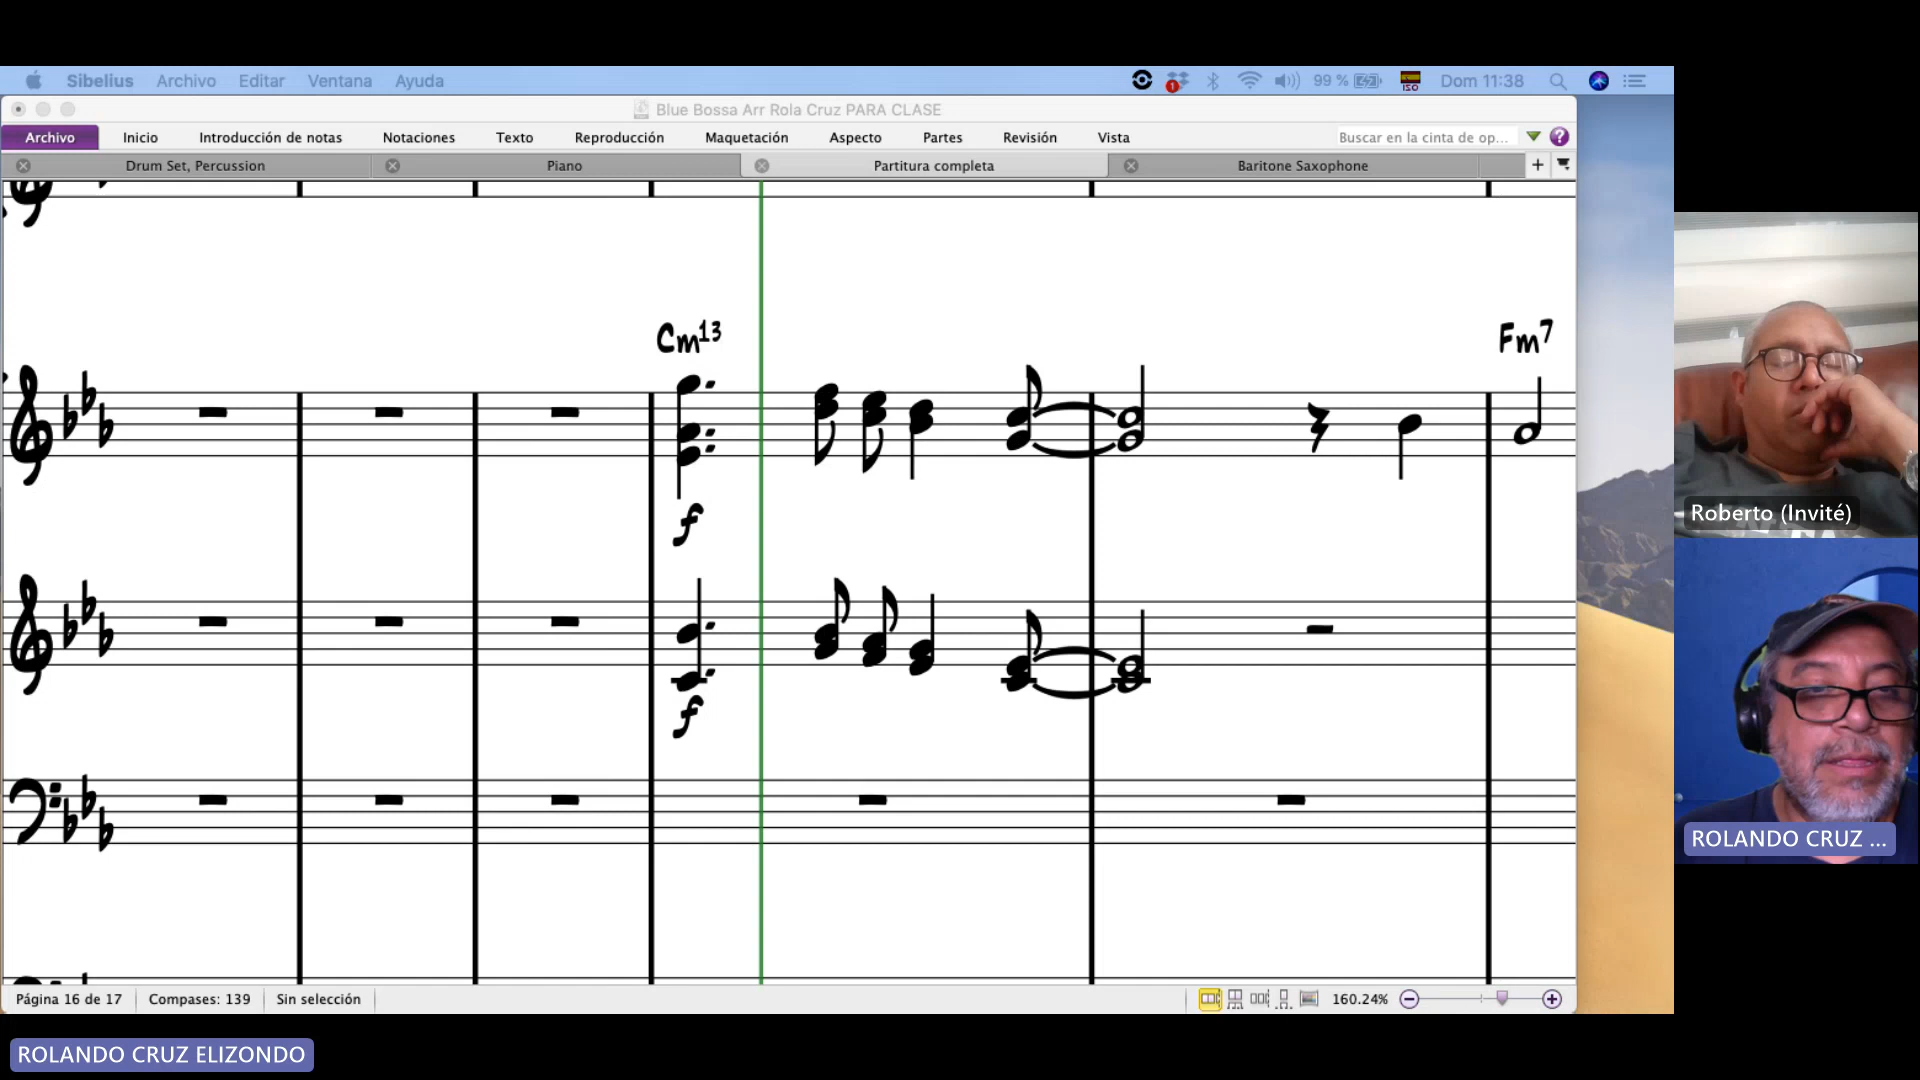 Sibelius Archivo Editar Ventana Ayuda 1 99 % ISO Dom 11:38
Blue Bossa Arr Rola Cruz PARA CLASE
Archivo Inicio Introducción de notas Notaciones Texto Reproducción Maquetación Aspecto Partes Revisión Vista Buscar en la cinta de op... ?
Drum Set, Percussion Piano Partitura completa Baritone Saxophone +
Cm13 Fm7
f
f
Roberto (Invité)
ROLANDO CRUZ ...
Página 16 de 17 Compases: 139 Sin selección 160.24%
ROLANDO CRUZ ELIZONDO